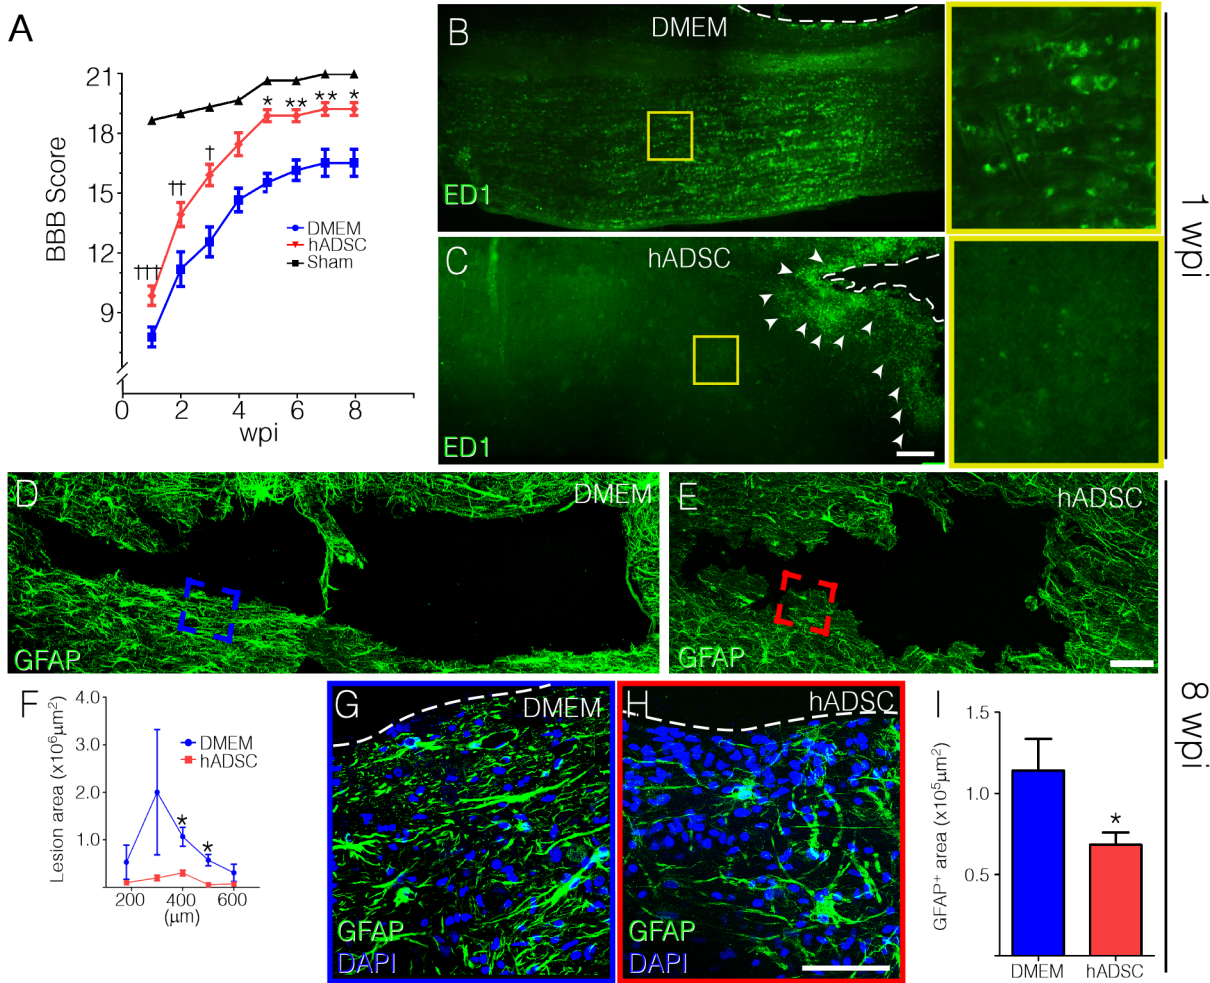 A
BBB Score
21
18
15
12
9
0
2
4
6
8
wpi
†††
††
†
*
**
**
*
DMEM
hADSC
Sham
B
DMEM
ED1
C
hADSC
ED1
1 wpi
D
DMEM
GFAP
E
hADSC
GFAP
8 wpi
F
Lesion area (x10⁶µm²)
4.0
3.0
2.0
1.0
200
400
600
(µm)
DMEM
hADSC
*
*
G
DMEM
GFAP
DAPI
H
hADSC
GFAP
DAPI
I
GFAP⁺ area (x10⁵µm²)
1.5
1.0
0.5
*
DMEM
hADSC